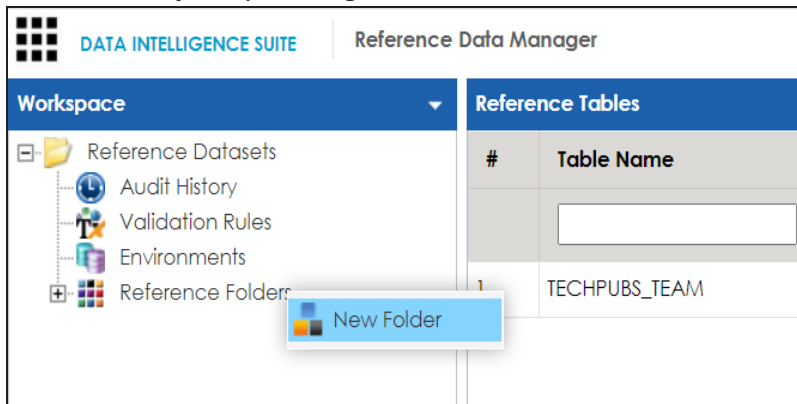 DATA INTELLIGENCE SUITE Reference Data Manager
Workspace
Reference Tables
Reference Datasets
Audit History
Validation Rules
Environments
Reference Folders
New Folder
# Table Name
1 TECHPUBS_TEAM